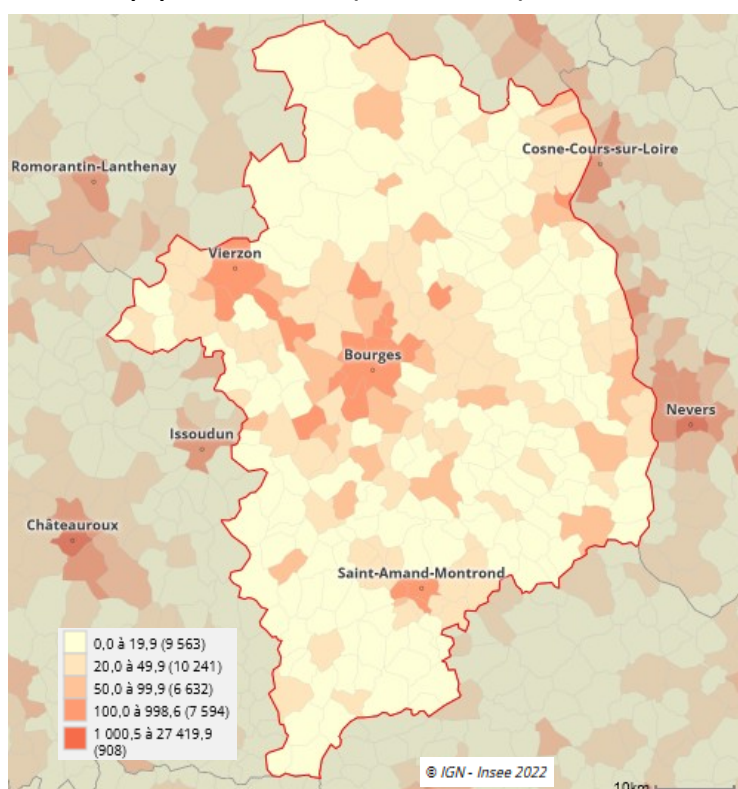 Cosne-Cours-sur-Loire
Romorantin-Lanthenay
Vierzon
Bourges
Nevers
Issoudun
Châteauroux
Saint-Amand-Montrond
0,0 à 19,9 (9 563)
20,0 à 49,9 (10 241)
50,0 à 99,9 (6 632)
100,0 à 998,6 (7 594)
1 000,5 à 27 419,9
(908)
© IGN - Insee 2022
10km